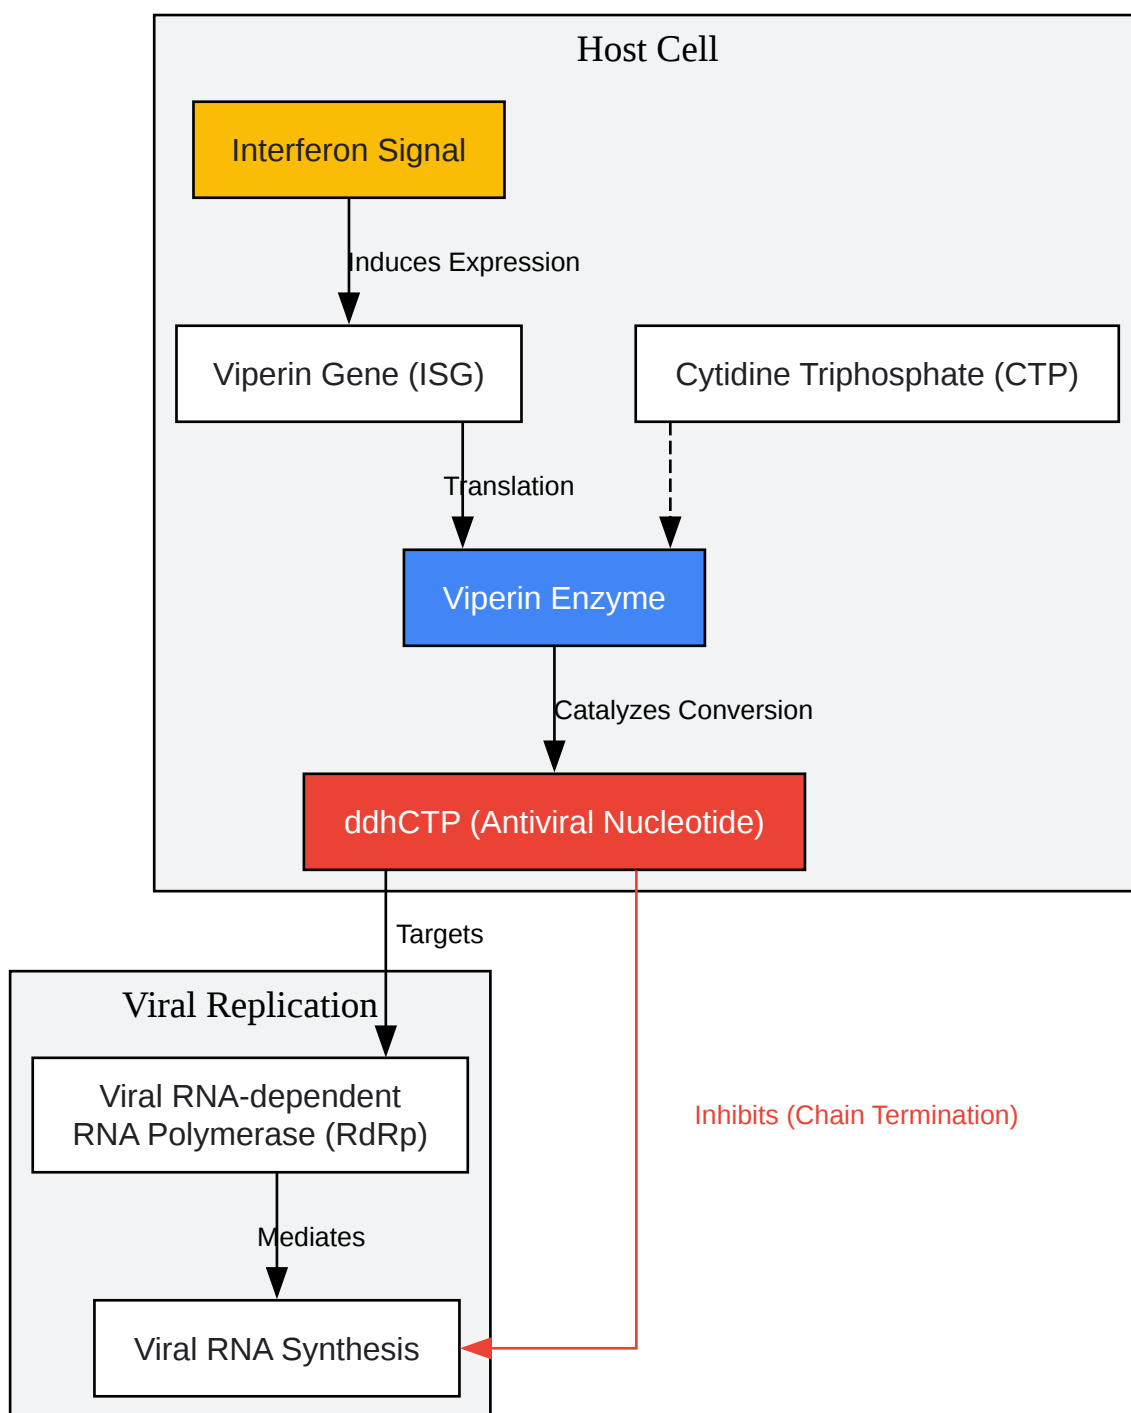 Host Cell
Interferon Signal
Induces Expression
Viperin Gene (ISG)
Cytidine Triphosphate (CTP)
Translation
Viperin Enzyme
Catalyzes Conversion
ddhCTP (Antiviral Nucleotide)
Targets
Viral Replication
Viral RNA-dependent
RNA Polymerase (RdRp)
Inhibits (Chain Termination)
Mediates
Viral RNA Synthesis